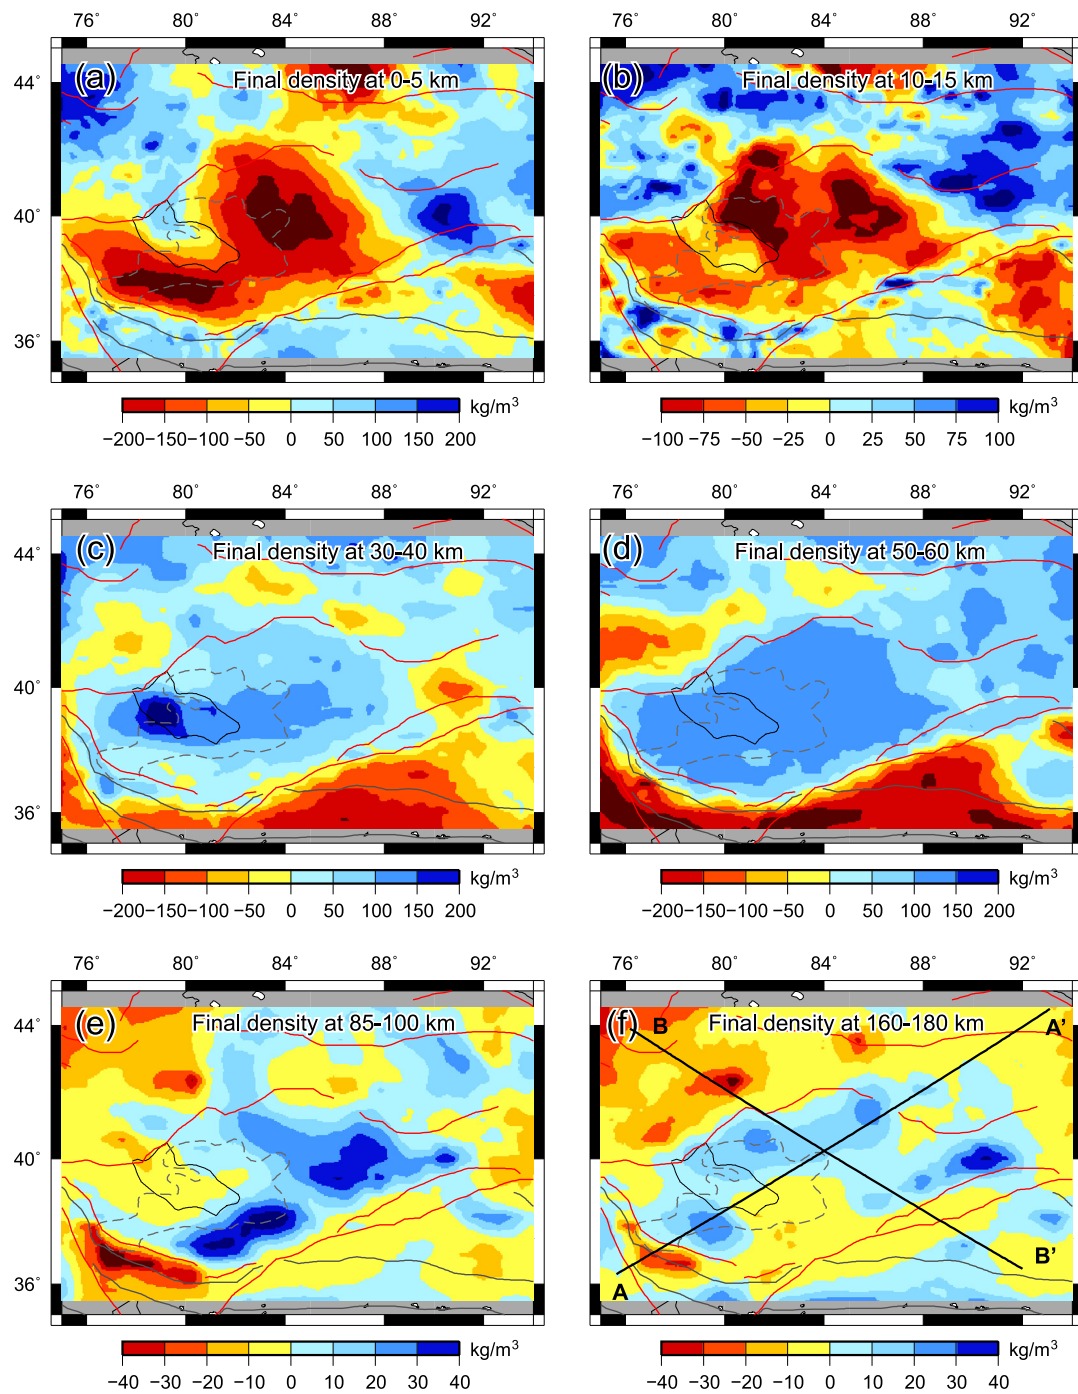 76° 80° 84° 88° 92°
76° 80° 84° 88° 92°
44°
40°
36°
(a) Final density at 0-5 km
(b) Final density at 10-15 km
−200 −150 −100 −50 0 50 100 150 200 kg/m³
−100 −75 −50 −25 0 25 50 75 100 kg/m³
76° 80° 84° 88° 92°
76° 80° 84° 88° 92°
44°
40°
36°
(c) Final density at 30-40 km
(d) Final density at 50-60 km
−200 −150 −100 −50 0 50 100 150 200 kg/m³
−200 −150 −100 −50 0 50 100 150 200 kg/m³
76° 80° 84° 88° 92°
76° 80° 84° 88° 92°
44°
40°
36°
(e) Final density at 85-100 km
(f) Final density at 160-180 km
B
A'
B'
A
−40 −30 −20 −10 0 10 20 30 40 kg/m³
−40 −30 −20 −10 0 10 20 30 40 kg/m³